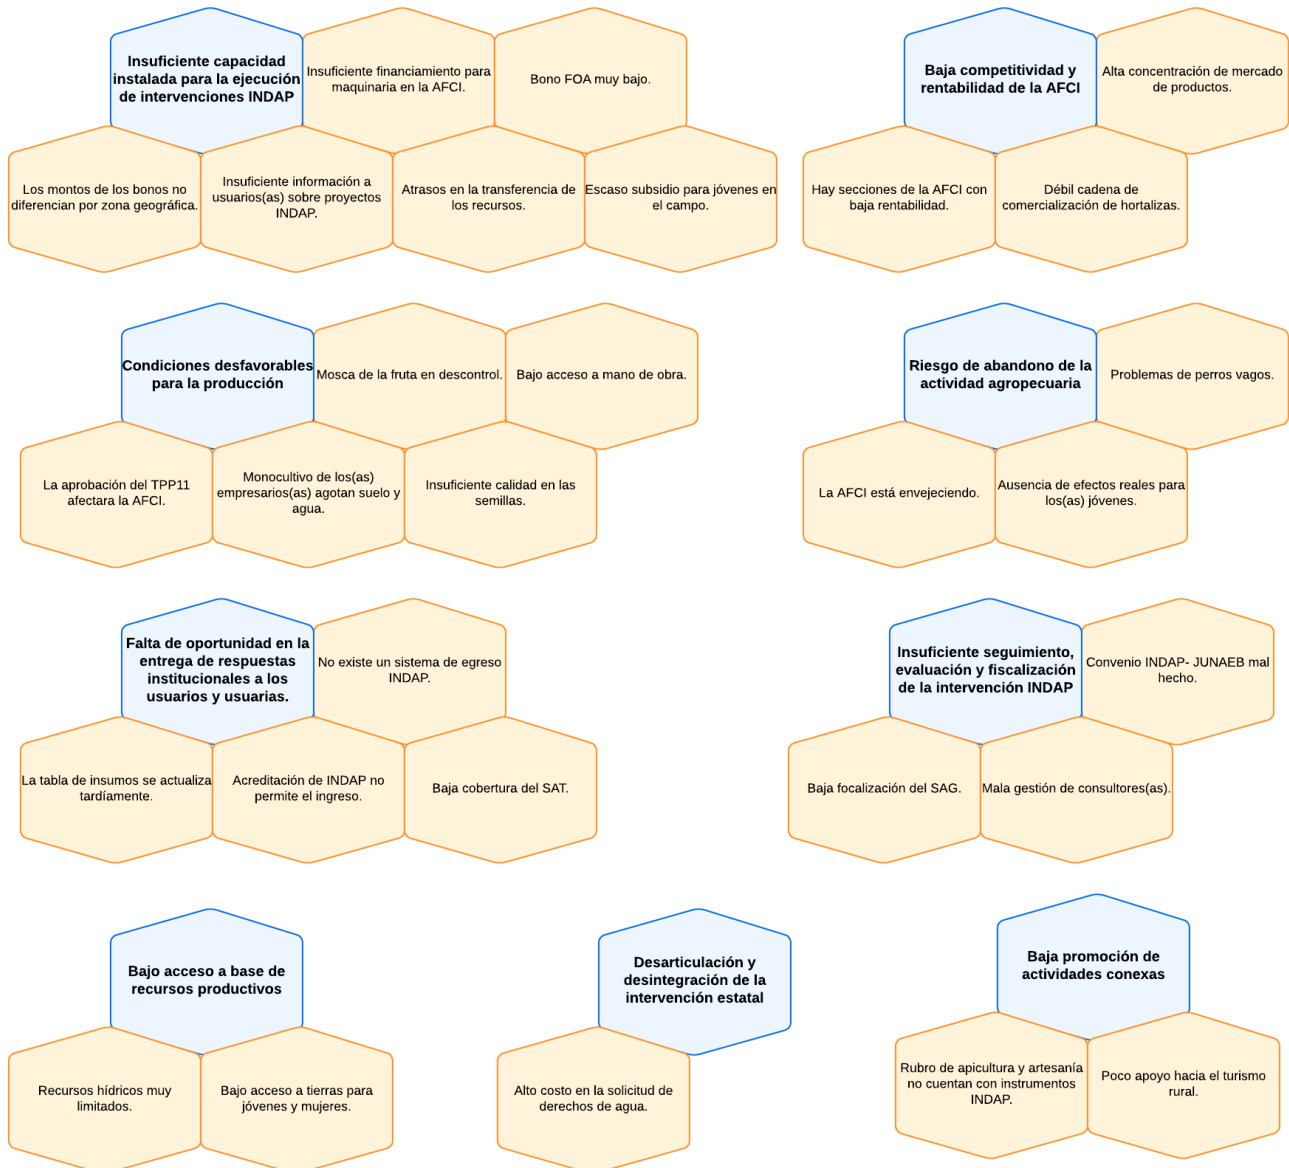 Insuficiente capacidad
instalada para la ejecución
de intervenciones INDAP
Insuficiente financiamiento para
maquinaria en la AFCI.
Bono FOA muy bajo.
Los montos de los bonos no
diferencian por zona geográfica.
Insuficiente información a
usuarios(as) sobre proyectos
INDAP.
Atrasos en la transferencia de
los recursos.
Escaso subsidio para jóvenes en
el campo.
Baja competitividad y
rentabilidad de la AFCI
Alta concentración de mercado
de productos.
Hay secciones de la AFCI con
baja rentabilidad.
Débil cadena de
comercialización de hortalizas.
Condiciones desfavorables
para la producción
Mosca de la fruta en descontrol.
Bajo acceso a mano de obra.
La aprobación del TPP11
afectara la AFCI.
Monocultivo de los(as)
empresarios(as) agotan suelo y
agua.
Insuficiente calidad en las
semillas.
Riesgo de abandono de la
actividad agropecuaria
Problemas de perros vagos.
La AFCI está envejeciendo.
Ausencia de efectos reales para
los(as) jóvenes.
Falta de oportunidad en la
entrega de respuestas
institucionales a los
usuarios y usuarias.
No existe un sistema de egreso
INDAP.
La tabla de insumos se actualiza
tardíamente.
Acreditación de INDAP no
permite el ingreso.
Baja cobertura del SAT.
Insuficiente seguimiento,
evaluación y fiscalización
de la intervención INDAP
Convenio INDAP- JUNAEB mal
hecho.
Baja focalización del SAG.
Mala gestión de consultores(as).
Bajo acceso a base de
recursos productivos
Recursos hídricos muy
limitados.
Bajo acceso a tierras para
jóvenes y mujeres.
Desarticulación y
desintegración de la
intervención estatal
Alto costo en la solicitud de
derechos de agua.
Baja promoción de
actividades conexas
Rubro de apicultura y artesanía
no cuentan con instrumentos
INDAP.
Poco apoyo hacia el turismo
rural.